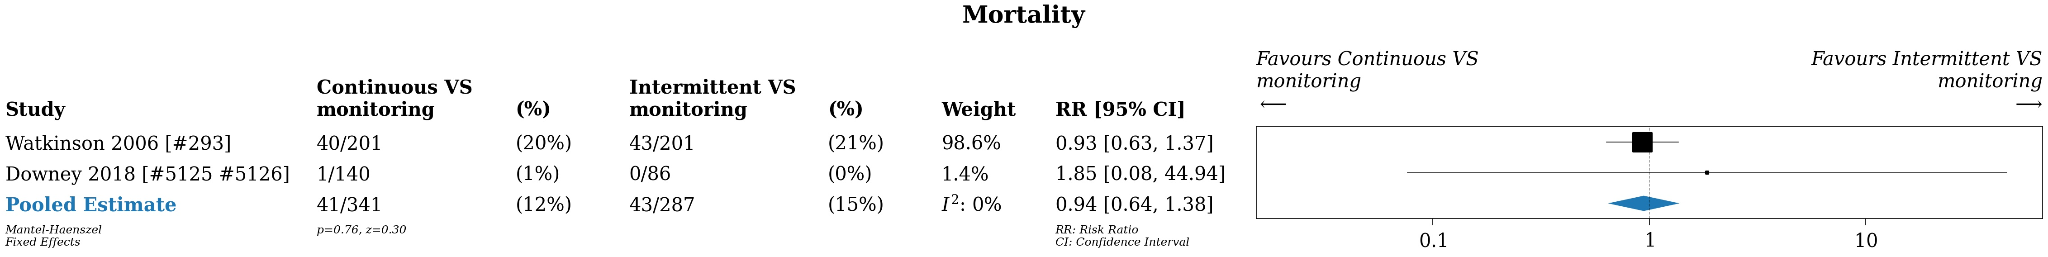 Mortality
Favours Continuous VS
monitoring
Favours Intermittent VS
monitoring
← →
Study Continuous VS
monitoring (%) Intermittent VS
monitoring (%) Weight RR [95% CI]
Watkinson 2006 [#293] 40/201 (20%) 43/201 (21%) 98.6% 0.93 [0.63, 1.37]
Downey 2018 [#5125 #5126] 1/140 (1%) 0/86 (0%) 1.4% 1.85 [0.08, 44.94]
Pooled Estimate 41/341 (12%) 43/287 (15%) I²: 0% 0.94 [0.64, 1.38]
Mantel-Haenszel
Fixed Effects
p=0.76, z=0.30
RR: Risk Ratio
CI: Confidence Interval
0.1 1 10